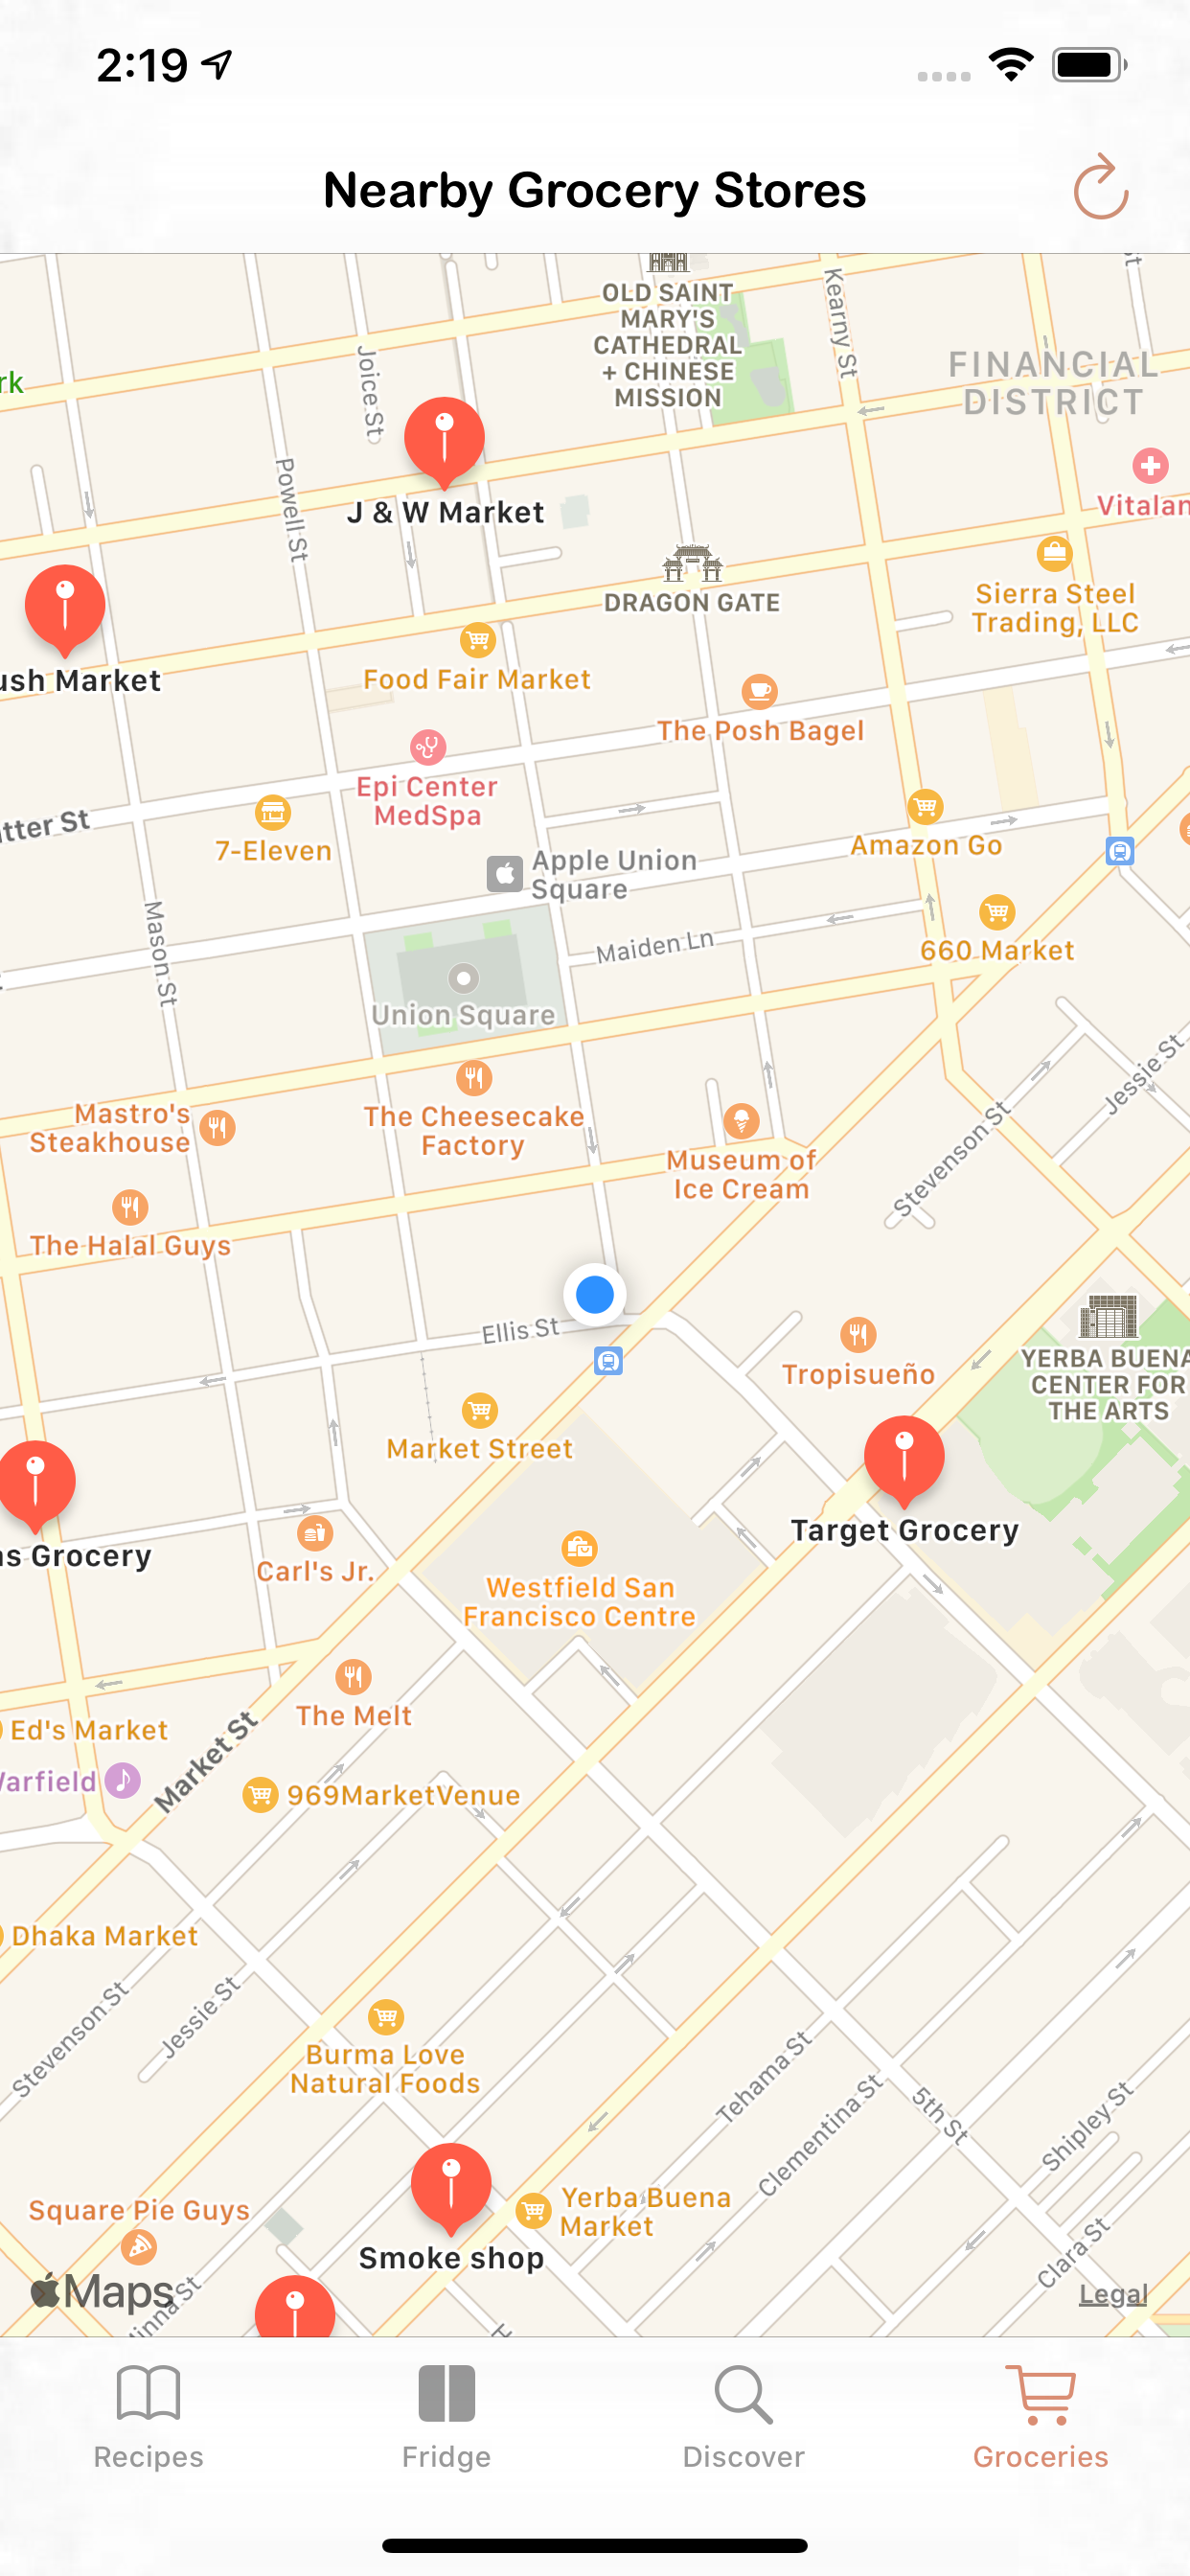 2:19
Nearby Grocery Stores
OLD SAINT
MARY'S
CATHEDRAL
+ CHINESE
MISSION
Kearny St
St
FINANCIAL
DISTRICT
rk
Joice St
Powell St
J & W Market
Vitalan
DRAGON GATE
Sierra Steel
Trading, LLC
ush Market
Food Fair Market
The Posh Bagel
Epi Center
MedSpa
utter St
7-Eleven
Amazon Go
Apple Union
Square
Mason St
Maiden Ln
660 Market
Union Square
Jessie St
Mastro's
Steakhouse
The Cheesecake
Factory
Stevenson St
Museum of
Ice Cream
The Halal Guys
Ellis St
YERBA BUENA
CENTER FOR
THE ARTS
Tropisueño
Market Street
Target Grocery
as Grocery
Carl's Jr.
Westfield San
Francisco Centre
The Melt
Ed's Market
Market St
Warfield
969MarketVenue
Dhaka Market
Stevenson St
Jessie St
Burma Love
Natural Foods
Tehama St
Clementina St
5th St
Shipley St
Square Pie Guys
Yerba Buena
Market
Smoke shop
Clara St
Maps
linna St
H
Legal
Recipes
Fridge
Discover
Groceries